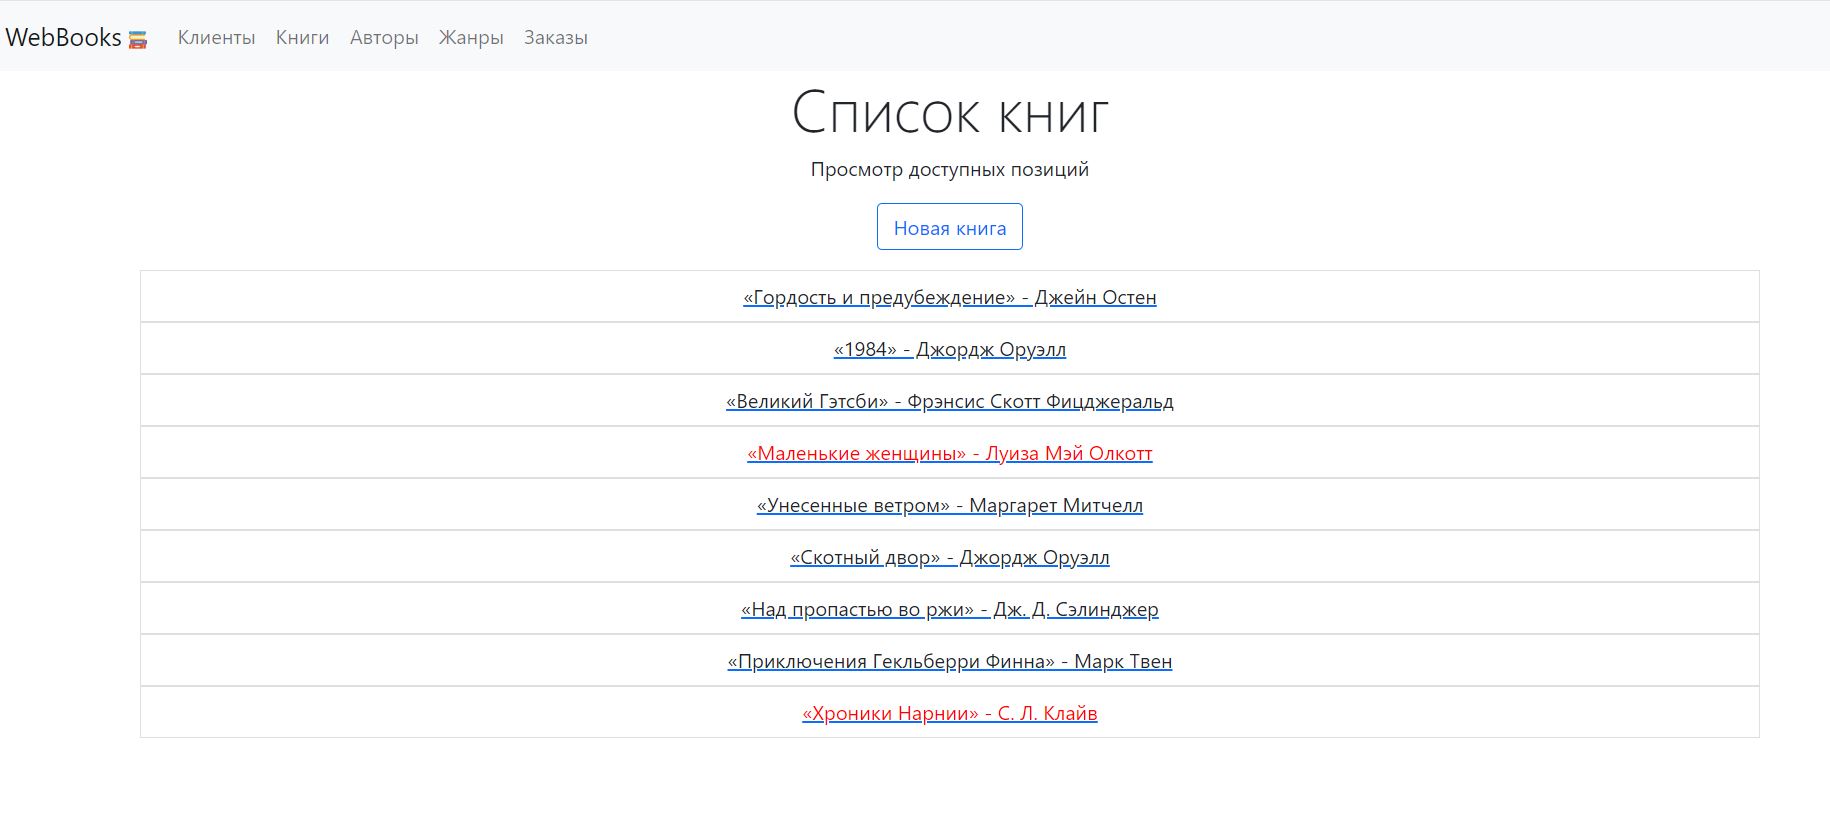 WebBooks Клиенты Книги Авторы Жанры Заказы
Список книг
Просмотр доступных позиций
Новая книга
«Гордость и предубеждение» - Джейн Остен
«1984» - Джордж Оруэлл
«Великий Гэтсби» - Фрэнсис Скотт Фицджеральд
«Маленькие женщины» - Луиза Мэй Олкотт
«Унесенные ветром» - Маргарет Митчелл
«Скотный двор» - Джордж Оруэлл
«Над пропастью во ржи» - Дж. Д. Сэлинджер
«Приключения Гекльберри Финна» - Марк Твен
«Хроники Нарнии» - С. Л. Клайв